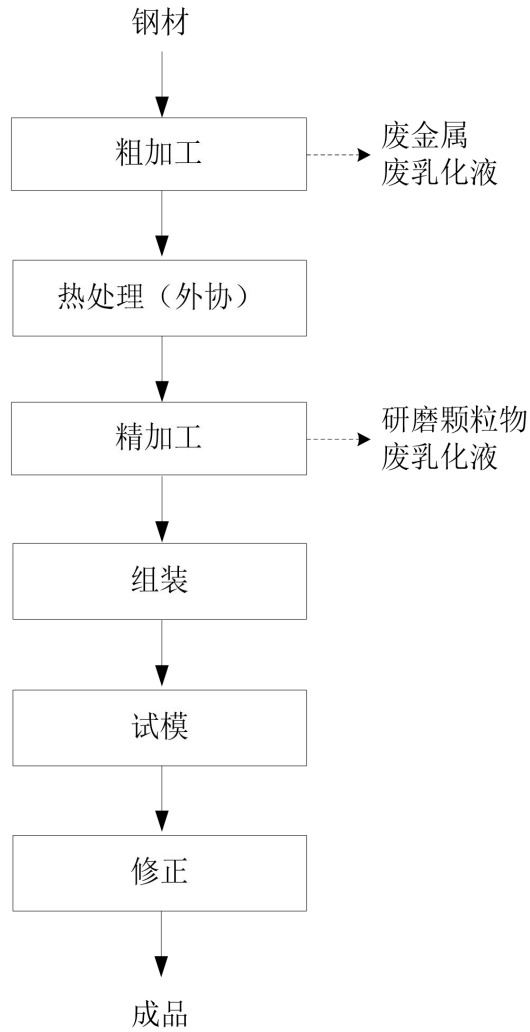 钢材
粗加工
废金属
废乳化液
热处理（外协）
精加工
研磨颗粒物
废乳化液
组装
试模
修正
成品